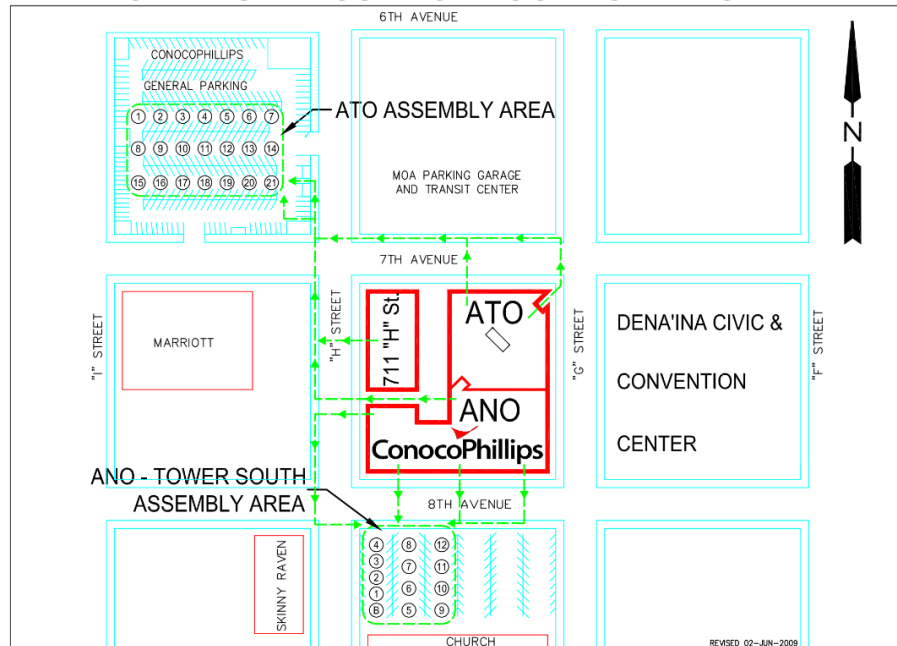 6TH AVENUE
CONOCOPHILLIPS
GENERAL PARKING
ATO ASSEMBLY AREA
1 2 3 4 5 6 7
8 9 10 11 12 13 14
15 16 17 18 19 20 21
MOA PARKING GARAGE
AND TRANSIT CENTER
N
7TH AVENUE
"I" STREET
MARRIOTT
"H" STREET
711 "H" St.
ATO
ANO
ConocoPhillips
"G" STREET
DENA'INA CIVIC &
CONVENTION
CENTER
"F" STREET
ANO - TOWER SOUTH
ASSEMBLY AREA
8TH AVENUE
SKINNY RAVEN
4 8 12
3 7 11
2 6 10
1
B 5 9
CHURCH
REVISED 02-JUN-2009